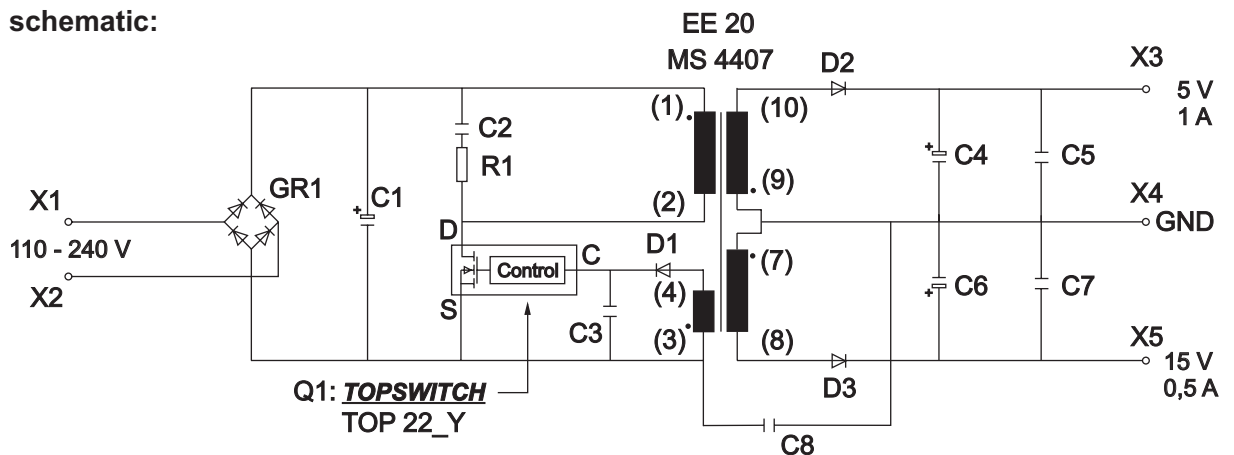 schematic:
EE 20
MS 4407
D2
X3
5 V
1 A
(1)
(10)
C2
R1
C4
C5
GR1
C1
+
+
(9)
X1
X4
(2)
GND
110 - 240 V
D
C
D1
Control
(7)
X2
(4)
C6
+
C7
S
C3
(3)
(8)
X5
15 V
0,5 A
D3
Q1: TOPSWITCH
TOP 22_Y
C8